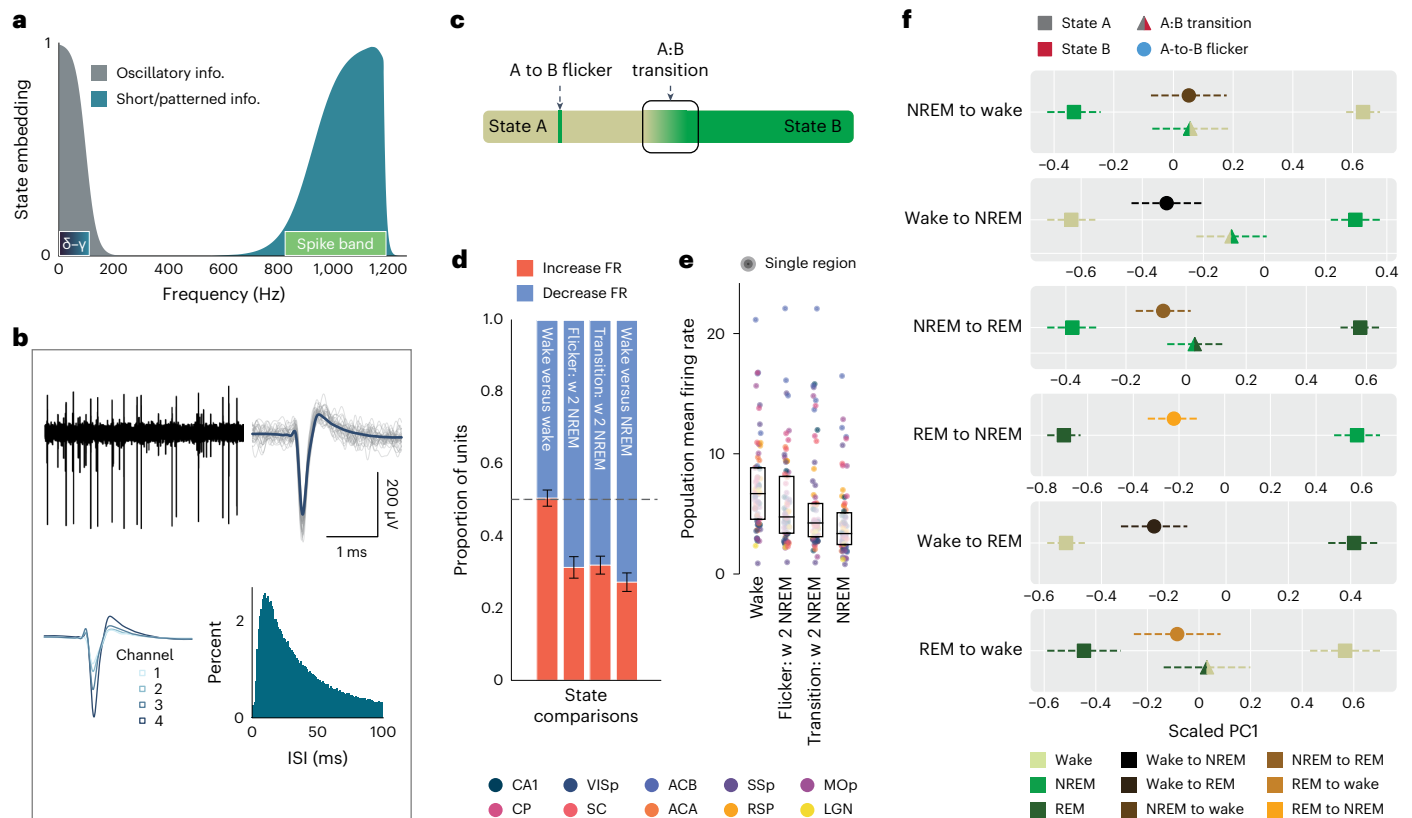 a
1
State embedding
0
Oscillatory info.
Short/patterned info.
δ–γ
Spike band
0
200
400
600
800
1,000
1,200
Frequency (Hz)
b
200 µV
1 ms
Channel
1
2
3
4
Percent
2
0
0
50
100
ISI (ms)
c
A to B flicker
A:B
transition
State A
State B
d
Increase FR
Decrease FR
Proportion of units
1.0
0.8
0.6
0.4
0.2
0
Wake versus wake
Flicker: w 2 NREM
Transition: w 2 NREM
Wake versus NREM
State
comparisons
e
Single region
Population mean firing rate
20
10
0
Wake
Flicker: w 2 NREM
Transition: w 2 NREM
NREM
CA1
VISp
ACB
SSp
MOp
CP
SC
ACA
RSP
LGN
f
State A
A:B transition
State B
A-to-B flicker
NREM to wake
−0.4
−0.2
0
0.2
0.4
0.6
Wake to NREM
−0.6
−0.4
−0.2
0
0.2
0.4
NREM to REM
−0.4
−0.2
0
0.2
0.4
0.6
REM to NREM
−0.8
−0.6
−0.4
−0.2
0
0.2
0.4
0.6
Wake to REM
−0.6
−0.4
−0.2
0
0.2
0.4
REM to wake
−0.6
−0.4
−0.2
0
0.2
0.4
0.6
Scaled PC1
Wake
Wake to NREM
NREM to REM
NREM
Wake to REM
REM to wake
REM
NREM to wake
REM to NREM